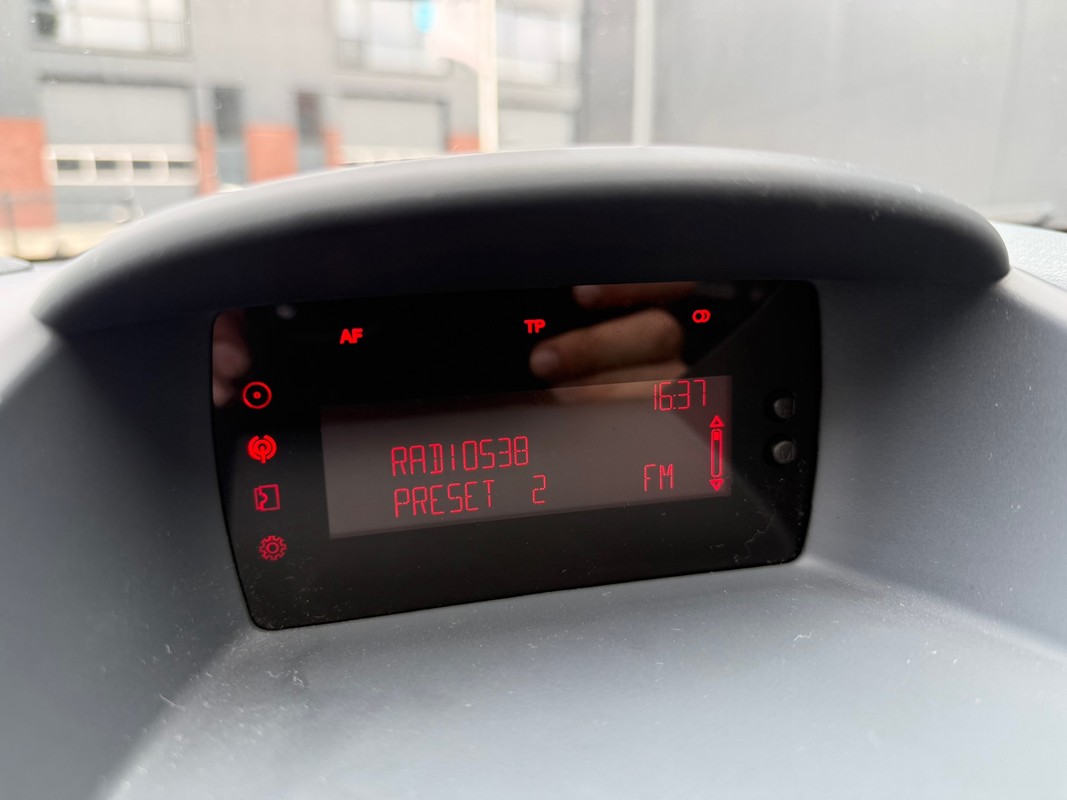 AF TP
16:37
RADIO538
PRESET 2 FM